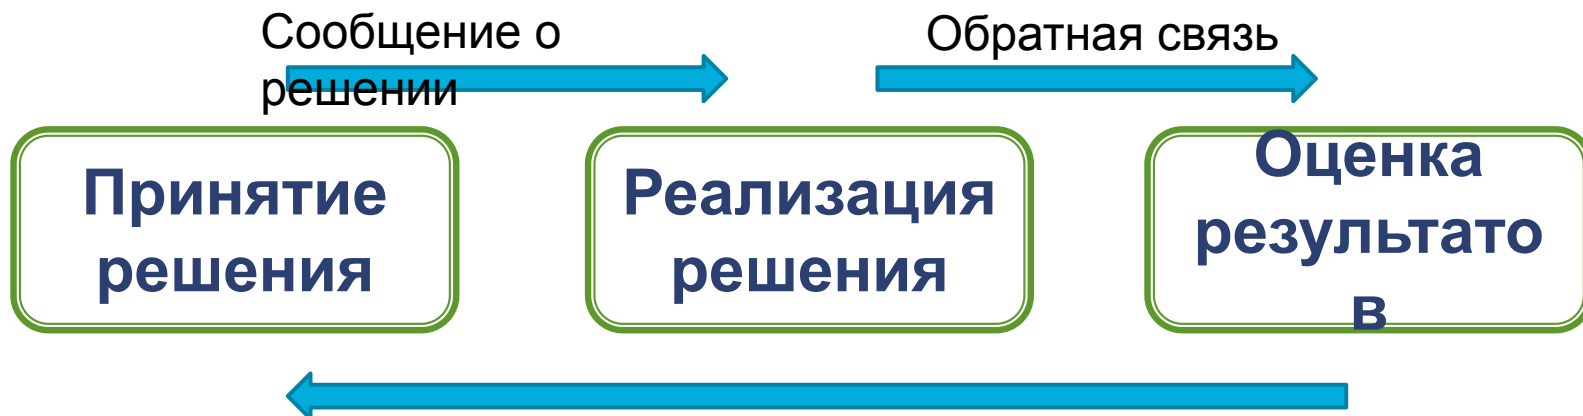 Сообщение о
решении
Обратная связь
Принятие
решения
Реализация
решения
Оценка
результато
в